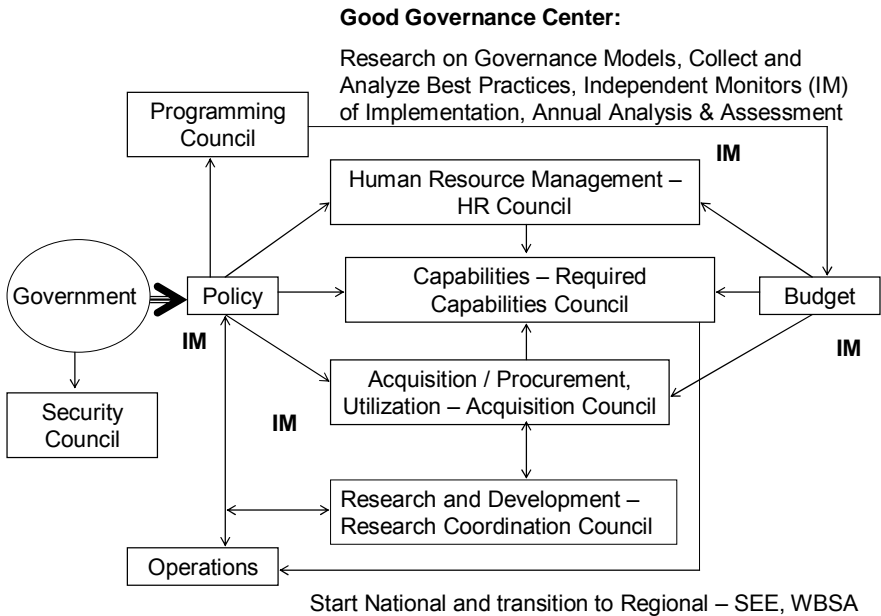 Good Governance Center:
Research on Governance Models, Collect and
Analyze Best Practices, Independent Monitors (IM)
of Implementation, Annual Analysis & Assessment
Programming
Council
IM
Human Resource Management –
HR Council
Government
Policy
Capabilities – Required
Capabilities Council
Budget
IM
IM
Acquisition / Procurement,
Utilization – Acquisition Council
Security
Council
IM
Research and Development –
Research Coordination Council
Operations
Start National and transition to Regional – SEE, WBSA